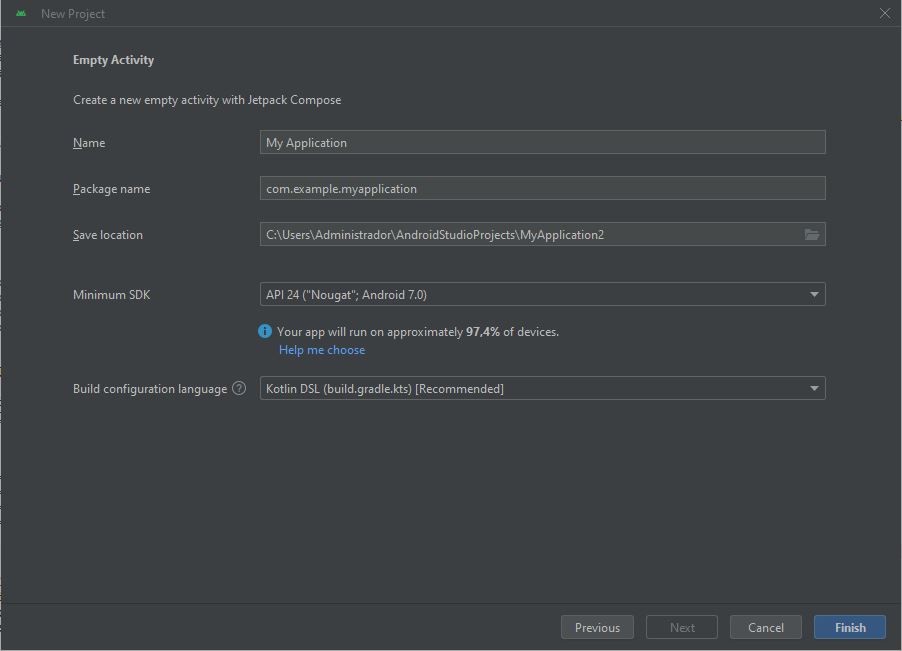 New Project
Empty Activity
Create a new empty activity with Jetpack Compose
Name My Application
Package name com.example.myapplication
Save location C:\Users\Administrador\AndroidStudioProjects\MyApplication2
Minimum SDK API 24 ("Nougat"; Android 7.0)
Your app will run on approximately 97,4% of devices.
Help me choose
Build configuration language ? Kotlin DSL (build.gradle.kts) [Recommended]
Previous Next Cancel Finish